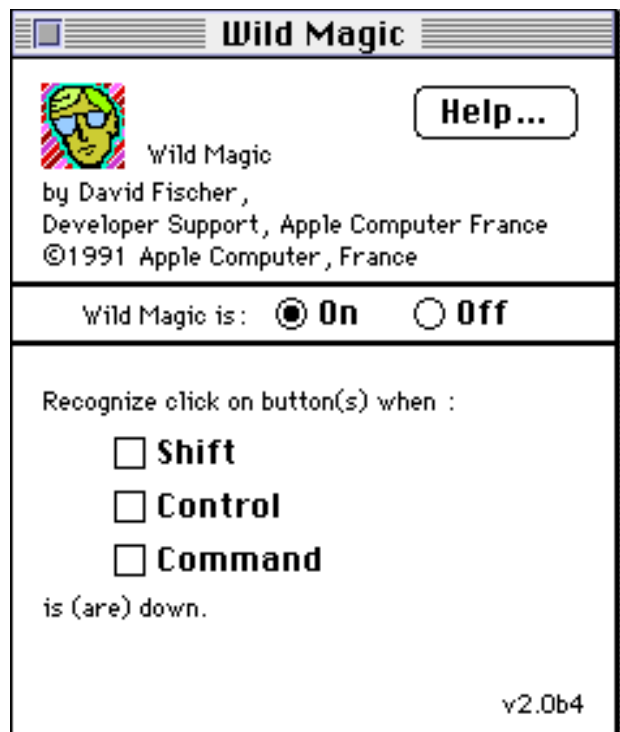 Wild Magic
Help...
Wild Magic
by David Fischer,
Developer Support, Apple Computer France
©1991 Apple Computer, France
Wild Magic is: On Off
Recognize click on button(s) when :
Shift
Control
Command
is (are) down.
v2.0b4